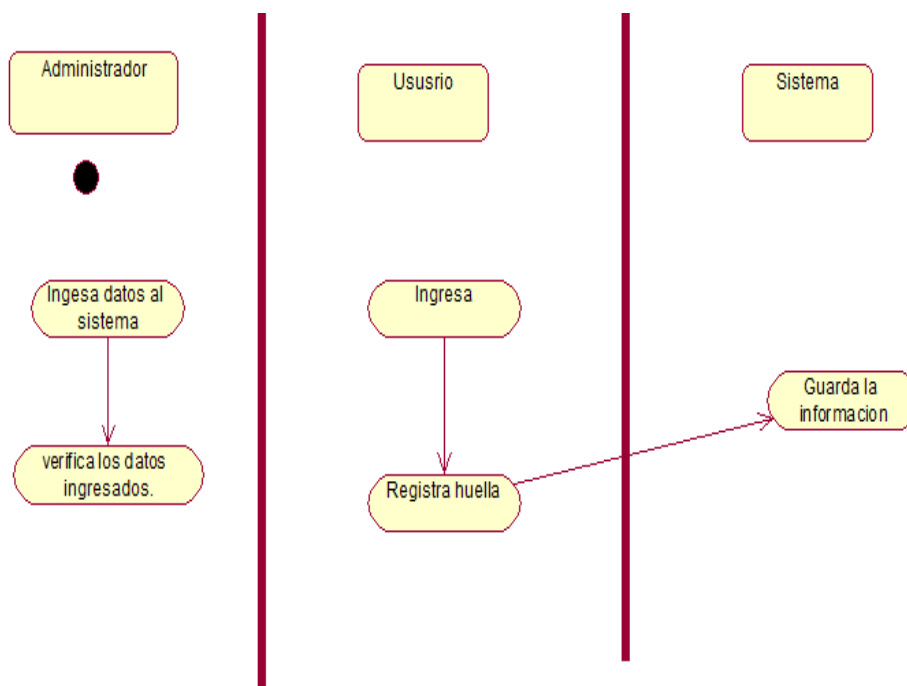 Administrador
Ususrio
Sistema
Ingesa datos al
sistema
Ingresa
Guarda la
informacion
verifica los datos
ingresados.
Registra huella